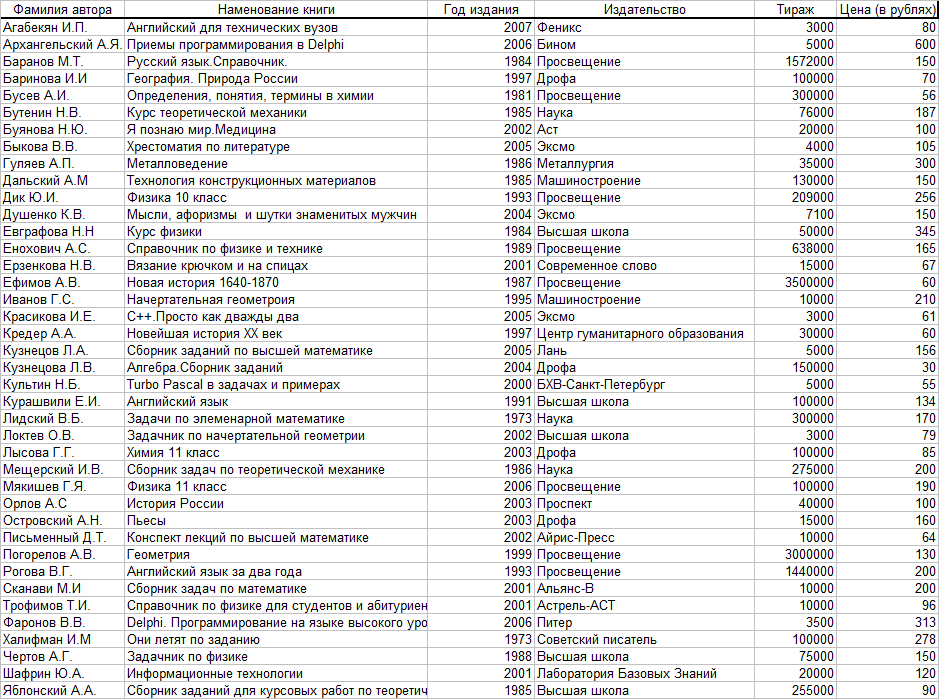 Фамилия автора Наменование книги Год издания Издательство Тираж Цена (в рублях)
Агабекян И.П. Английский для технических вузов 2007 Феникс 3000 80
Архангельский А.Я. Приемы программирования в Delphi 2006 Бином 5000 600
Баранов М.Т. Русский язык.Справочник. 1984 Просвещение 1572000 150
Баринова И.И География. Природа России 1997 Дрофа 100000 70
Бусев А.И. Определения, понятия, термины в химии 1981 Просвещение 300000 56
Бутенин Н.В. Курс теоретической механики 1985 Наука 76000 187
Буянова Н.Ю. Я познаю мир.Медицина 2002 Аст 20000 100
Быкова В.В. Хрестоматия по литературе 2005 Эксмо 4000 105
Гуляев А.П. Металловедение 1986 Металлургия 35000 300
Дальский А.М Технология конструкционных материалов 1985 Машиностроение 130000 150
Дик Ю.И. Физика 10 класс 1993 Просвещение 209000 256
Душенко К.В. Мысли, афоризмы и шутки знаменитых мужчин 2004 Эксмо 7100 150
Евграфова Н.Н Курс физики 1984 Высшая школа 50000 345
Енохович А.С. Справочник по физике и технике 1989 Просвещение 638000 165
Ерзенкова Н.В. Вязание крючком и на спицах 2001 Современное слово 15000 67
Ефимов А.В. Новая история 1640-1870 1987 Просвещение 3500000 60
Иванов Г.С. Начертательная геометроия 1995 Машиностроение 10000 210
Красикова И.Е. С++.Просто как дважды два 2005 Эксмо 3000 61
Кредер А.А. Новейшая история XX век 1997 Центр гуманитарного образования 30000 60
Кузнецов Л.А. Сборник заданий по высшей математике 2005 Лань 5000 156
Кузнецова Л.В. Алгебра.Сборник заданий 2004 Дрофа 150000 30
Культин Н.Б. Turbo Pascal в задачах и примерах 2000 БХВ-Санкт-Петербург 5000 55
Курашвили Е.И. Английский язык 1991 Высшая школа 100000 134
Лидский В.Б. Задачи по элеменарной математике 1973 Наука 300000 170
Локтев О.В. Задачник по начертательной геометрии 2002 Высшая школа 3000 79
Лысова Г.Г. Химия 11 класс 2003 Дрофа 100000 85
Мещерский И.В. Сборник задач по теоретической механике 1986 Наука 275000 200
Мякишев Г.Я. Физика 11 класс 2006 Просвещение 100000 190
Орлов А.С История России 2003 Проспект 40000 100
Островский А.Н. Пьесы 2003 Дрофа 15000 160
Письменный Д.Т. Конспект лекций по высшей математике 2002 Айрис-Пресс 10000 64
Погорелов А.В. Геометрия 1999 Просвещение 3000000 130
Рогова В.Г. Английский язык за два года 1993 Просвещение 1440000 200
Сканави М.И Сборник задач по математике 2001 Альянс-В 10000 200
Трофимов Т.И. Справочник по физике для студентов и абитуриен 2001 Астрель-АСТ 10000 96
Фаронов В.В. Delphi. Программирование на языке высокого уро 2006 Питер 3500 313
Халифман И.М Они летят по заданию 1973 Советский писатель 100000 278
Чертов А.Г. Задачник по физике 1988 Высшая школа 75000 150
Шафрин Ю.А. Информационные технологии 2001 Лаборатория Базовых Знаний 20000 120
Яблонский А.А. Сборник заданий для курсовых работ по теоретич 1985 Высшая школа 255000 90